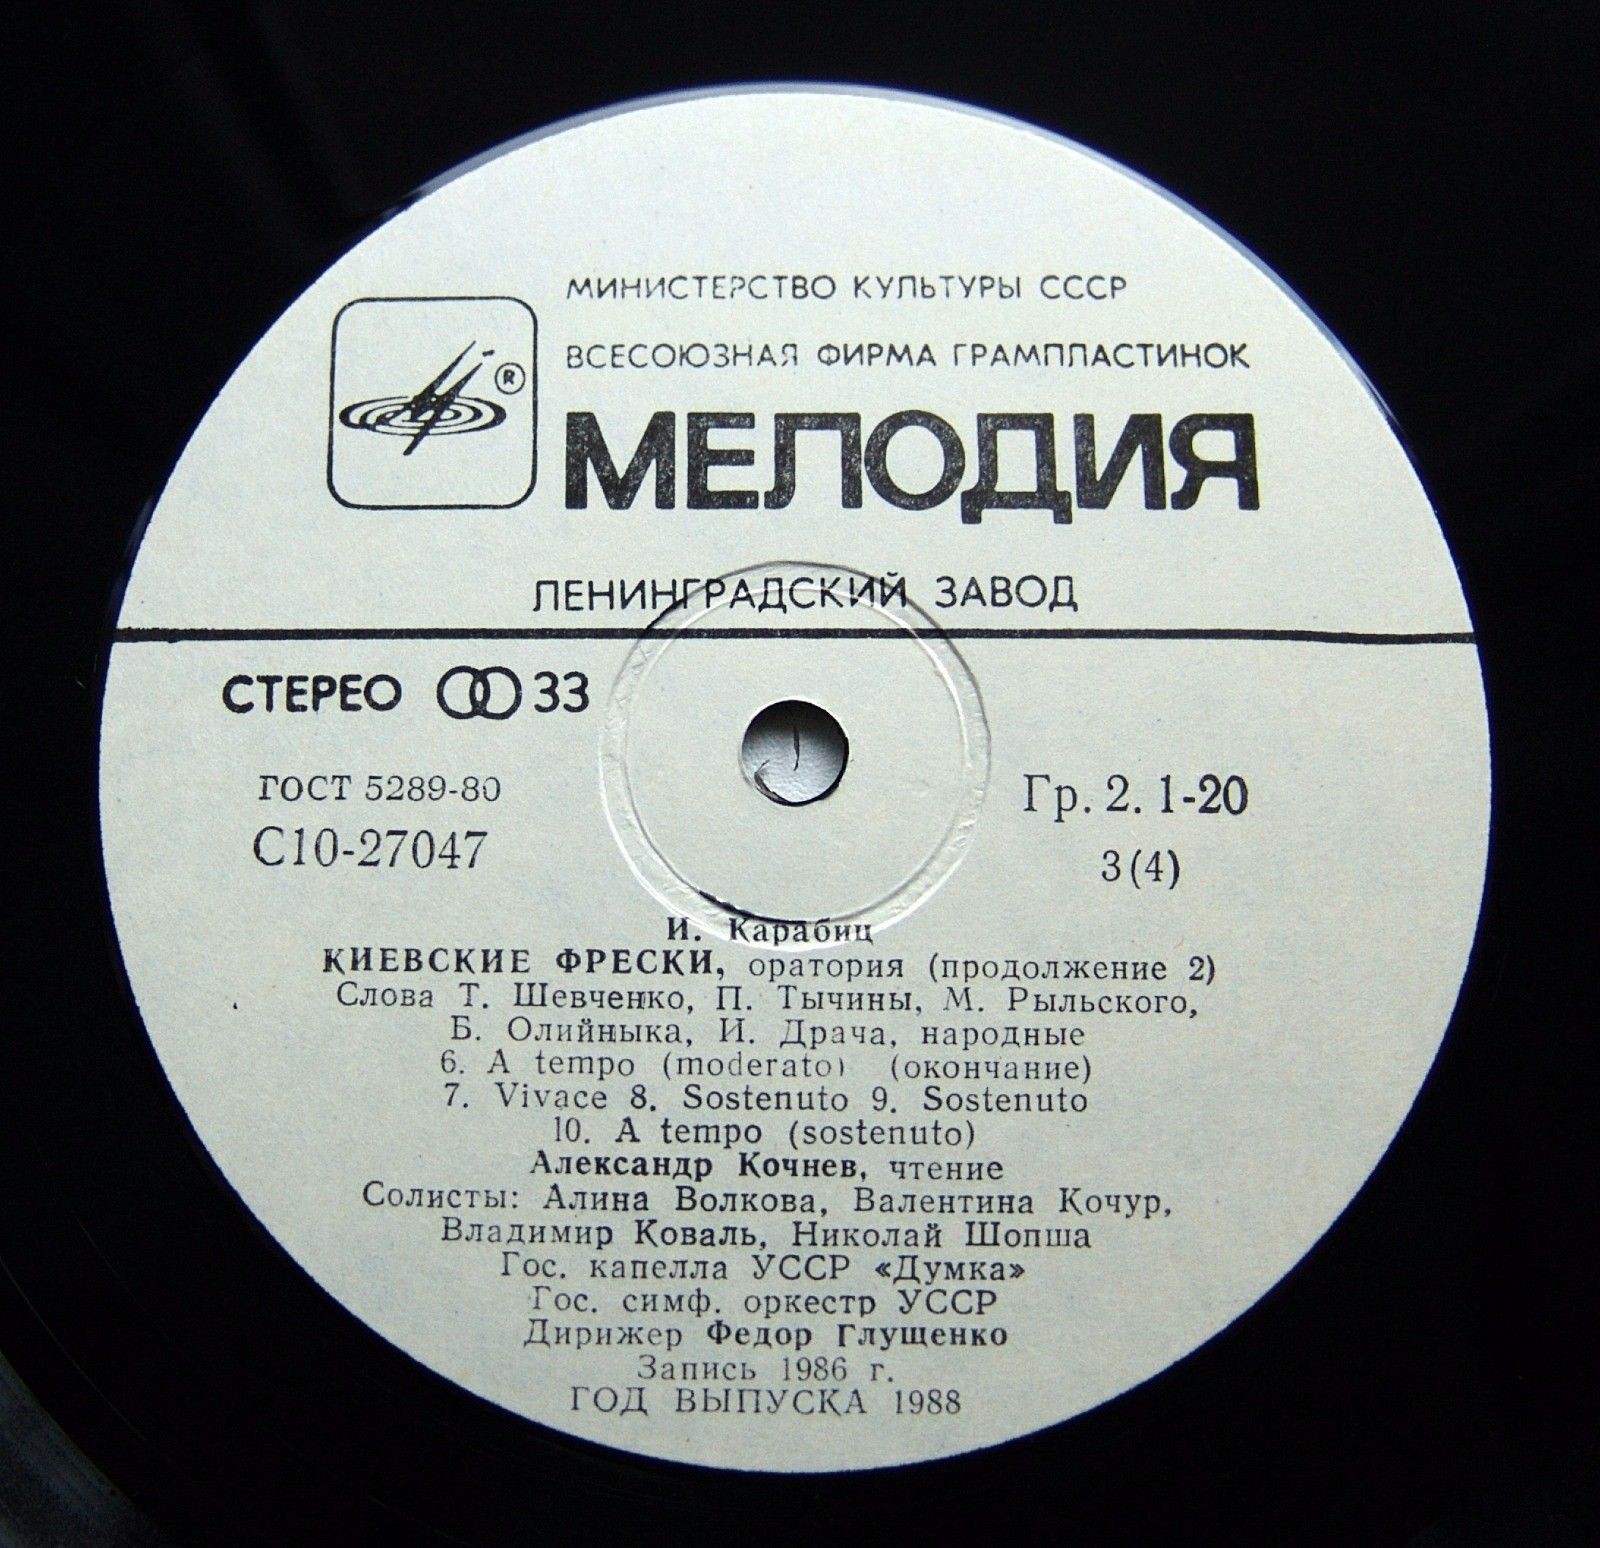 МИНИСТЕРСТВО КУЛЬТУРЫ СССР
ВСЕСОЮЗНАЯ ФИРМА ГРАМПЛАСТИНОК
®
МЕЛОДИЯ
ЛЕНИНГРАДСКИЙ ЗАВОД
СТЕРЕО 33
ГОСТ 5289-80
Гр. 2. 1-20
С10-27047
3(4)
И. Карабиц
КИЕВСКИЕ ФРЕСКИ, оратория (продолжение 2)
Слова Т. Шевченко, П. Тычины, М. Рыльского,
Б. Олийныка, И. Драча, народные
6. A tempo (moderato) (окончание)
7. Vivace 8. Sostenuto 9. Sostenuto
10. A tempo (sostenuto)
Александр Кочнев, чтение
Солисты: Алина Волкова, Валентина Кочур,
Владимир Коваль, Николай Шопша
Гос. капелла УССР «Думка»
Гос. симф. оркестр УССР
Дирижер Федор Глущенко
Запись 1986 г.
ГОД ВЫПУСКА 1988